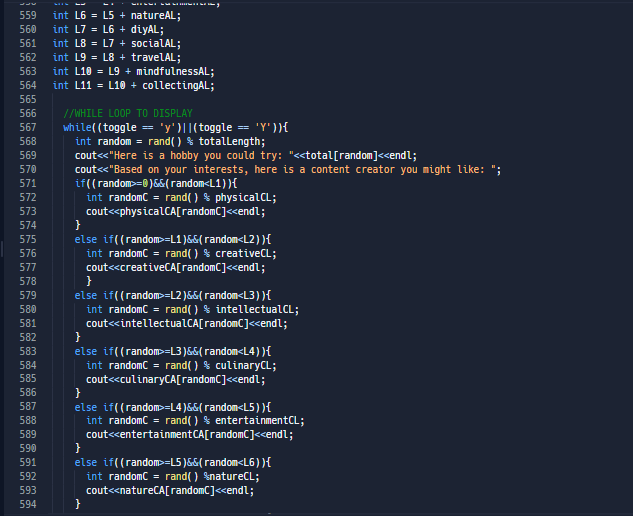 559 int L6 = L5 + natureAL;
560 int L7 = L6 + diyAL;
561 int L8 = L7 + socialAL;
562 int L9 = L8 + travelAL;
563 int L10 = L9 + mindfulnessAL;
564 int L11 = L10 + collectingAL;
565
566 //WHILE LOOP TO DISPLAY
567 while((toggle == 'y')||(toggle == 'Y')){
568 int random = rand() % totalLength;
569 cout<<"Here is a hobby you could try: "<<total[random]<<endl;
570 cout<<"Based on your interests, here is a content creator you might like: ";
571 if((random>=0)&&(random<L1)){
572 int randomC = rand() % physicalCL;
573 cout<<physicalCA[randomC]<<endl;
574 }
575 else if((random>=L1)&&(random<L2)){
576 int randomC = rand() % creativeCL;
577 cout<<creativeCA[randomC]<<endl;
578 }
579 else if((random>=L2)&&(random<L3)){
580 int randomC = rand() % intellectualCL;
581 cout<<intellectualCA[randomC]<<endl;
582 }
583 else if((random>=L3)&&(random<L4)){
584 int randomC = rand() % culinaryCL;
585 cout<<culinaryCA[randomC]<<endl;
586 }
587 else if((random>=L4)&&(random<L5)){
588 int randomC = rand() % entertainmentCL;
589 cout<<entertainmentCA[randomC]<<endl;
590 }
591 else if((random>=L5)&&(random<L6)){
592 int randomC = rand() %natureCL;
593 cout<<natureCA[randomC]<<endl;
594 }